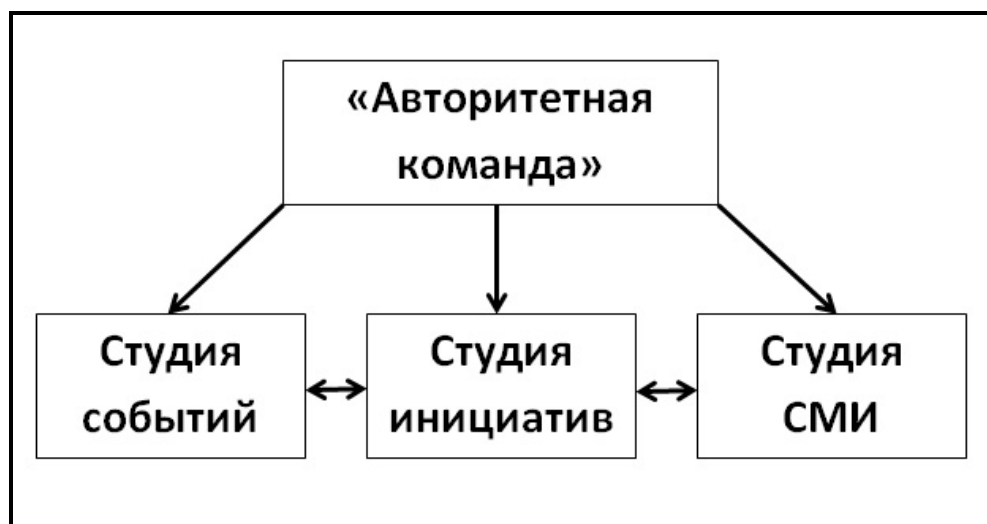 «Авторитетная
команда»
Студия
событий
Студия
инициатив
Студия
СМИ